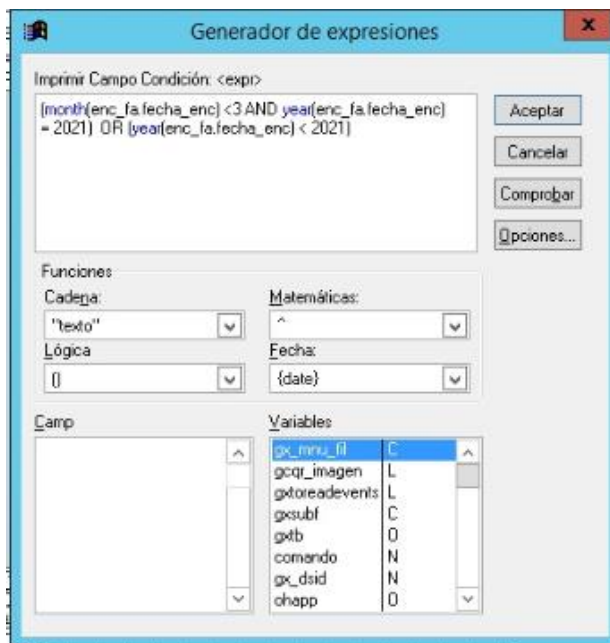 Generador de expresiones
x
Imprimir Campo Condición: <expr>
(month(enc_fa.fecha_enc) <3 AND year(enc_fa.fecha_enc)
= 2021) OR (year(enc_fa.fecha_enc) < 2021)
Aceptar
Cancelar
Comprobar
Opciones...
Funciones
Cadena:
Matemáticas:
"texto"
^
Lógica
Fecha:
()
{date}
Camp
Variables
gx_mnu_fil C
gcqr_imagen L
gxtoreadevents L
gxsubf C
gxtb O
comando N
gx_dsid N
ohapp O